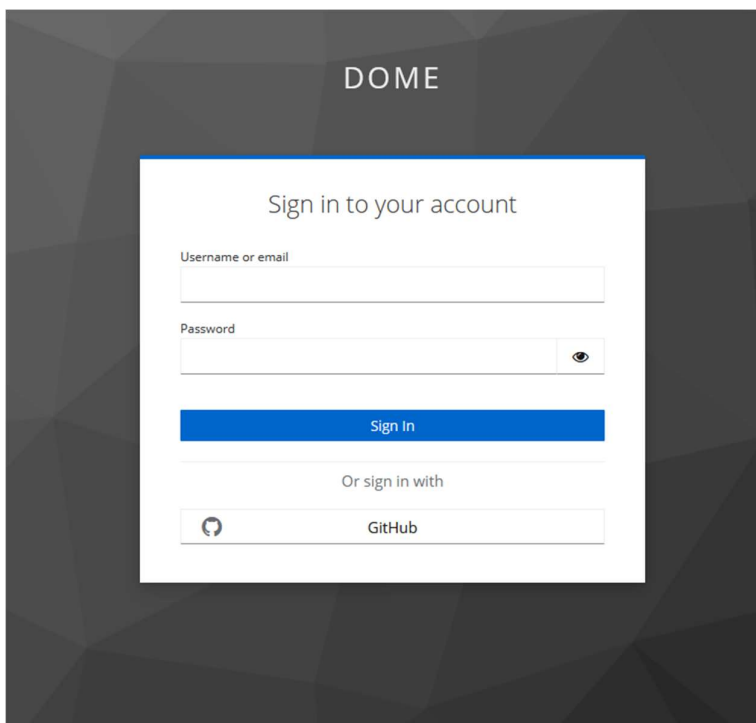 DOME
Sign in to your account
Username or email
Password
Sign In
Or sign in with
GitHub